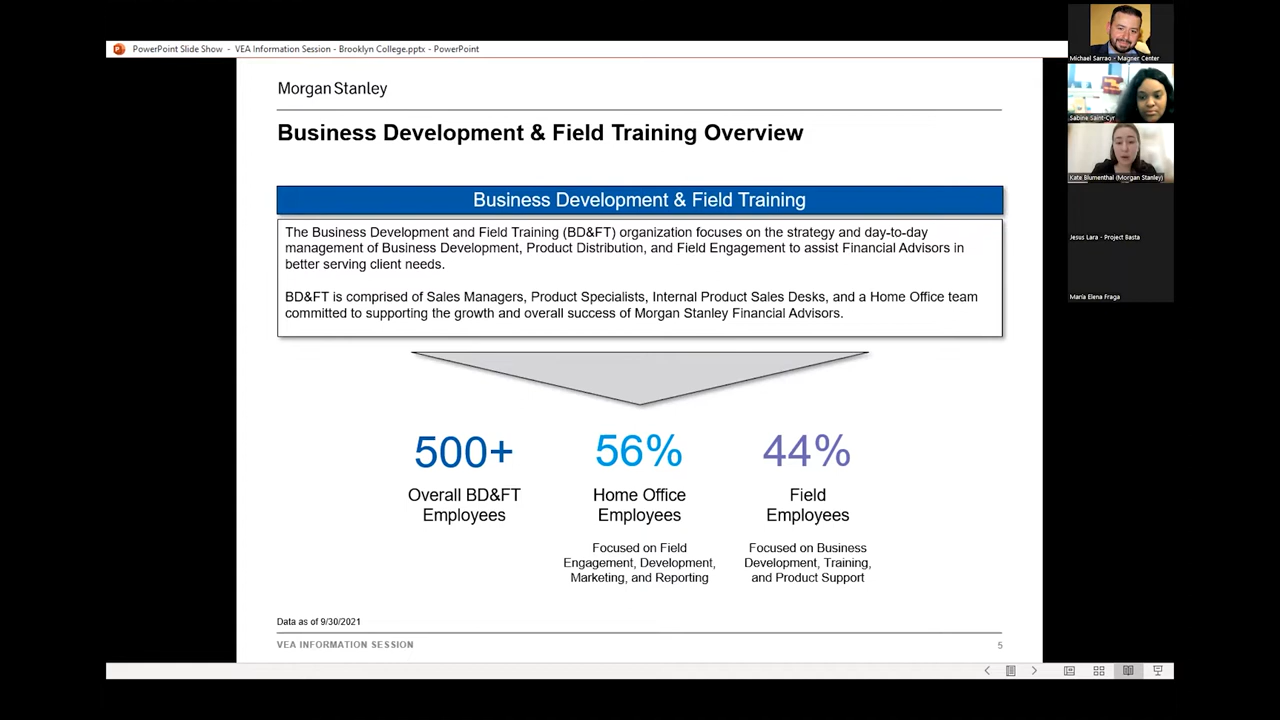 PowerPoint Slide Show - VEA Information Session - Brooklyn College.pptx - PowerPoint
Morgan Stanley
Business Development & Field Training Overview
Business Development & Field Training
The Business Development and Field Training (BD&FT) organization focuses on the strategy and day-to-day
management of Business Development, Product Distribution, and Field Engagement to assist Financial Advisors in
better serving client needs.
BD&FT is comprised of Sales Managers, Product Specialists, Internal Product Sales Desks, and a Home Office team
committed to supporting the growth and overall success of Morgan Stanley Financial Advisors.
500+
Overall BD&FT
Employees
56%
Home Office
Employees
Focused on Field
Engagement, Development,
Marketing, and Reporting
44%
Field
Employees
Focused on Business
Development, Training,
and Product Support
Data as of 9/30/2021
VEA INFORMATION SESSION
5
Michael Sarrao - Magner Center
Sabine Saint-Cyr
Kate Blumenthal (Morgan Stanley)
Jesus Lara - Project Basta
María Elena Fraga